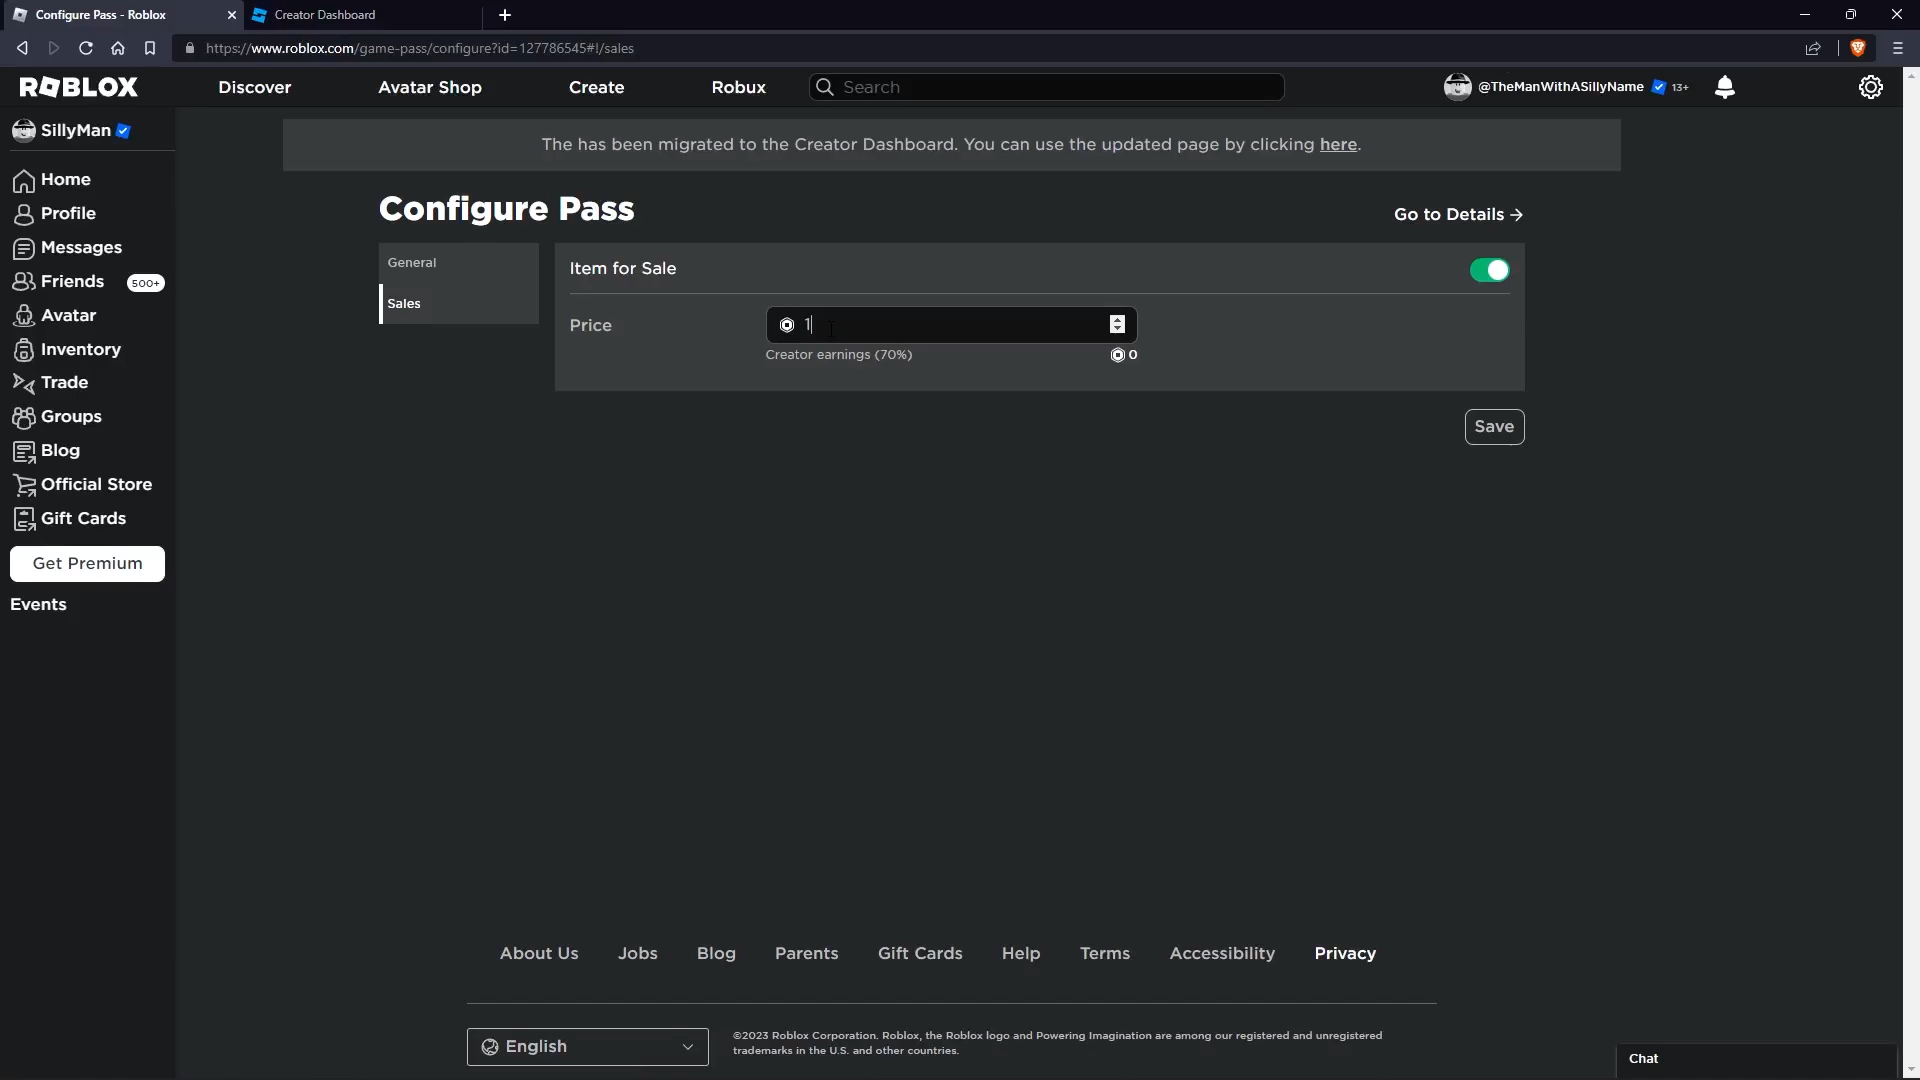 Configure Pass - Roblox
Creator Dashboard
https://www.roblox.com/game-pass/configure?id=127786545#!/sales
ROBLOX
Discover
Avatar Shop
Create
Robux
Search
@TheManWithASillyName
13+
SillyMan
The has been migrated to the Creator Dashboard. You can use the updated page by clicking here.
Home
Profile
Messages
Friends
500+
Avatar
Inventory
Trade
Groups
Blog
Official Store
Gift Cards
Get Premium
Events
Configure Pass
Go to Details →
General
Sales
Item for Sale
Price
1
Creator earnings (70%)
0
Save
About Us
Jobs
Blog
Parents
Gift Cards
Help
Terms
Accessibility
Privacy
English
©2023 Roblox Corporation. Roblox, the Roblox logo and Powering Imagination are among our registered and unregistered
trademarks in the U.S. and other countries.
Chat